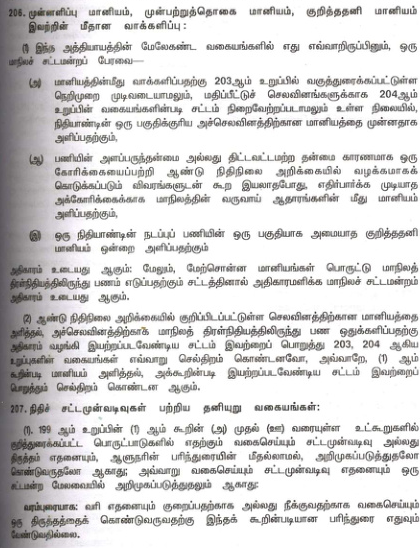 206. முன்னளிப்பு மானியம், முன்பற்றுத்தொகை மானியம், குறித்ததனி மானியம்
இவற்றின் மீதான வாக்களிப்பு :
(1) இந்த அத்தியாயத்தின் மேலேகண்ட வகையங்களில் எது எவ்வாறிருப்பினும், ஒரு
மாநிலச் சட்டமன்றப் பேரவை—
(அ) மானியத்தின்மீது வாக்களிப்பதற்கு 203ஆம் உறுப்பில் வகுத்துரைக்கப்பட்டுள்ள
நெறிமுறை முடிவடையாமலும், மதிப்பீட்டுச் செலவினங்களுக்காக 204ஆம்
உறுப்பின் வகையங்களின்படி சட்டம் நிறைவேற்றப்படாமலும் உள்ள நிலையில்,
நிதியாண்டின் ஒரு பகுதிக்குரிய அச்செலவினத்திற்கான மானியத்தை முன்னதாக
அளிப்பதற்கும்,
(ஆ) பணியின் அளப்பருந்தன்மை அல்லது திட்டவட்டமற்ற தன்மை காரணமாக ஒரு
கோரிக்கையைப்பற்றி ஆண்டு நிதிநிலை அறிக்கையில் வழக்கமாகக்
கொடுக்கப்படும் விவரங்களுடன் கூற இயலாதபோது, எதிர்பார்க்க முடியாத
அக்கோரிக்கைக்காக மாநிலத்தின் வருவாய் ஆதாரங்களின் மீது மானியம்
அளிப்பதற்கும்,
(இ) ஒரு நிதியாண்டின் நடப்புப் பணியின் ஒரு பகுதியாக அமையாத குறித்ததனி
மானியம் ஒன்றை அளிப்பதற்கும்
அதிகாரம் உடையது ஆகும்: மேலும், மேற்சொன்ன மானியங்கள் பொருட்டு மாநிலத்
திரள்நிதியத்திலிருந்து பணம் எடுப்பதற்கும் சட்டத்தினால் அதிகாரமளிக்க மாநிலச் சட்டமன்றம்
அதிகாரம் உடையது ஆகும்.
(2) ஆண்டு நிதிநிலை அறிக்கையில் குறிப்பிடப்பட்டுள்ள செலவினத்திற்கான மானியத்தை
அளித்தல், அச்செலவினத்திற்காக மாநிலத் திரள்நிதியத்திலிருந்து பண ஒதுக்களிப்பதற்கு
அதிகாரம் வழங்கி இயற்றப்படவேண்டிய சட்டம் இவற்றைப் பொறுத்து 203, 204 ஆகிய
உறுப்புகளின் வகையங்கள் எவ்வாறு செல்திறம் கொண்டனவோ, அவ்வாறே, (1) ஆம்
கூறின்படி மானியம் அளித்தல், அக்கூறின்படி இயற்றப்படவேண்டிய சட்டம் இவற்றைப்
பொறுத்தும் செல்திறம் கொண்டன ஆகும்.
207. நிதிச் சட்டமுன்வடிவுகள் பற்றிய தனியுறு வகையங்கள்:
(1). 199 ஆம் உறுப்பின் (1) ஆம் கூறின் (அ) முதல் (ஊ) வரையுள்ள உட்கூறுகளில்
குறித்துரைக்கப்பட்ட பொருட்பாடுகளில் எதற்கும் வகைசெய்யும் சட்டமுன்வடிவு அல்லது
திருத்தம் எதனையும், ஆளுநரின் பரிந்துரையின் மீதல்லாமல், அறிமுகப்படுத்துதலோ
கொண்டுவருதலோ ஆகாது; அவ்வாறு வகைசெய்யும் சட்டமுன்வடிவு எதனையும் ஒரு
சட்டமன்ற மேலவையில் அறிமுகப்படுத்துதலும் ஆகாது:
வரம்புரையாக: வரி எதனையும் குறைப்பதற்காக அல்லது நீக்குவதற்காக வகைசெய்யும்
ஒரு திருத்தத்தைக் கொண்டுவருவதற்கு இந்தக் கூறின்படியான பரிந்துரை எதுவும்
வேண்டுவதில்லை.